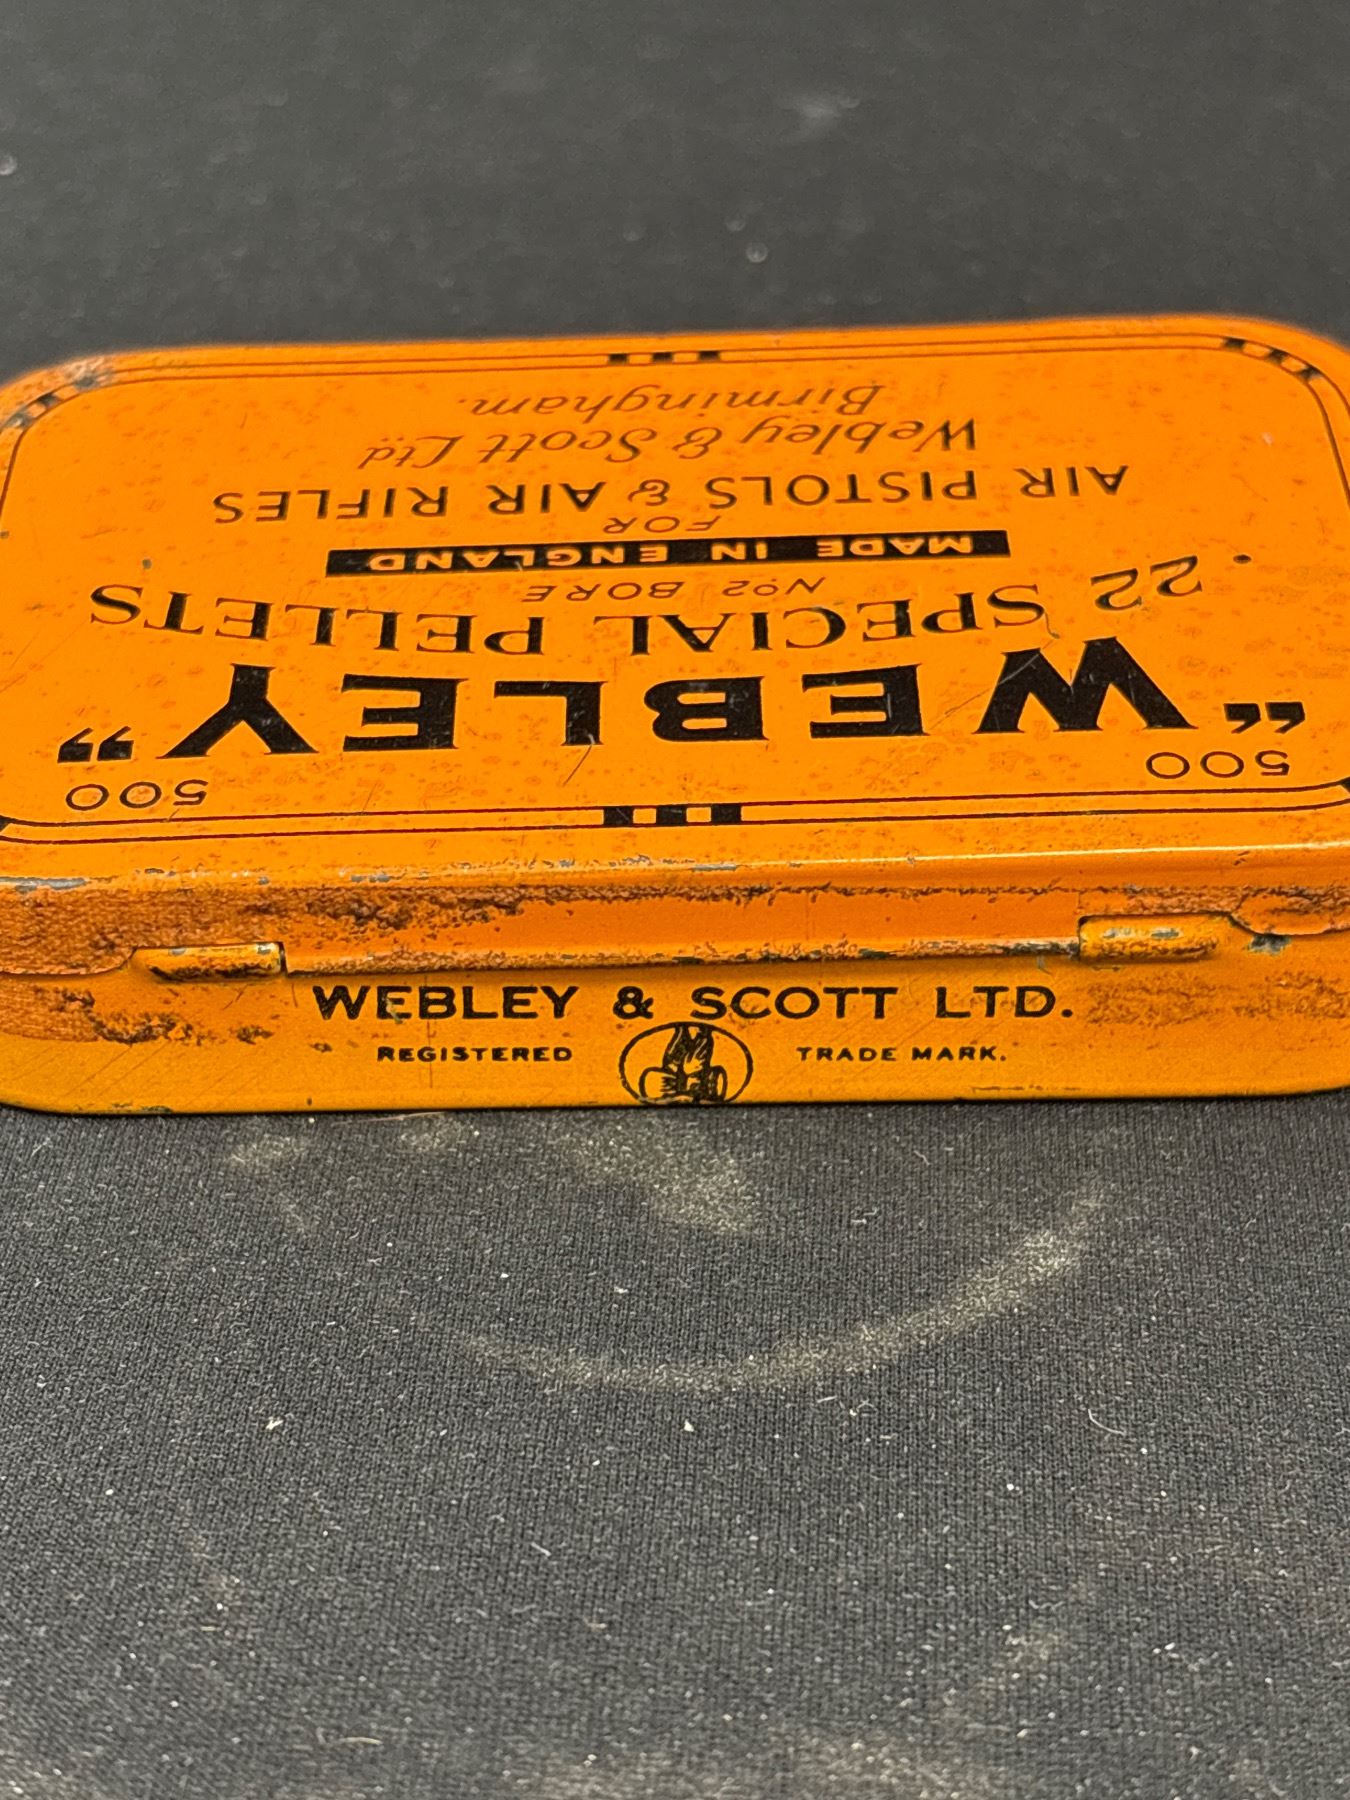 500 500
"WEBLEY"
.22 SPECIAL PELLETS
No2 BORE
MADE IN ENGLAND
FOR
AIR PISTOLS & AIR RIFLES
Webley & Scott Ltd.,
Birmingham.
WEBLEY & SCOTT LTD.
REGISTERED TRADE MARK.